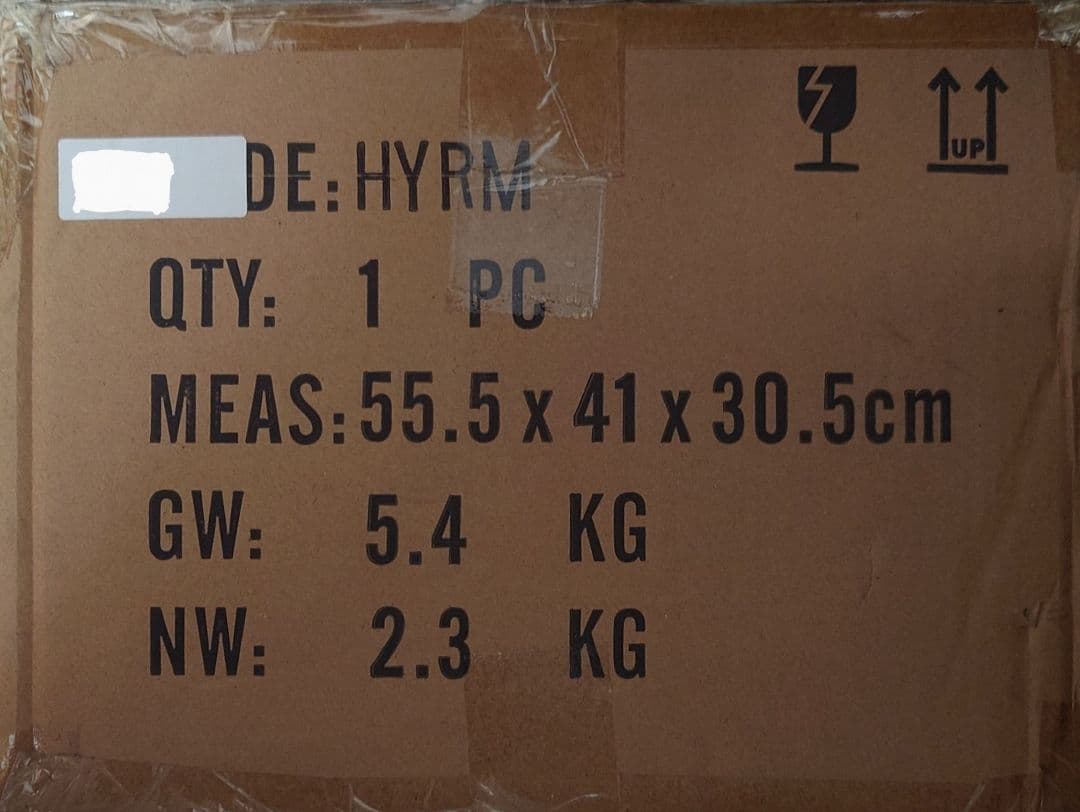 DE: HYRM
UP
QTY: 1 PC
MEAS: 55.5 x 41 x 30.5cm
GW: 5.4 KG
NW: 2.3 KG